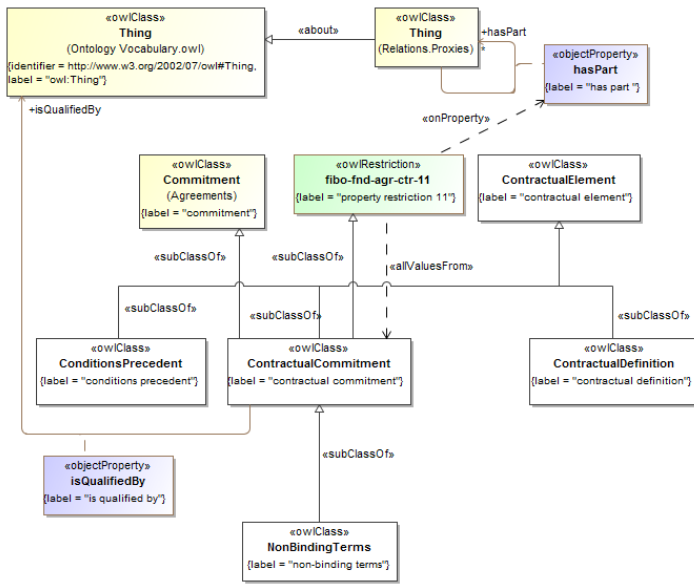 «owlClass»
Thing
(Ontology Vocabulary.owl)
{identifier = http://www.w3.org/2002/07/owl#Thing,
label = "owl:Thing"}
«about»
«owlClass»
Thing
(Relations.Proxies)
+hasPart
*
«objectProperty»
hasPart
{label = "has part "}
+isQualifiedBy
«onProperty»
«owlClass»
Commitment
(Agreements)
{label = "commitment"}
«owlRestriction»
fibo-fnd-agr-ctr-11
{label = "property restriction 11"}
«owlClass»
ContractualElement
{label = "contractual element"}
«subClassOf»
«subClassOf»
«allValuesFrom»
«subClassOf»
«subClassOf»
«subClassOf»
«owlClass»
ConditionsPrecedent
{label = "conditions precedent"}
«owlClass»
ContractualCommitment
{label = "contractual commitment"}
«owlClass»
ContractualDefinition
{label = "contractual definition"}
«objectProperty»
isQualifiedBy
{label = "is qualified by"}
«subClassOf»
«owlClass»
NonBindingTerms
{label = "non-binding terms"}